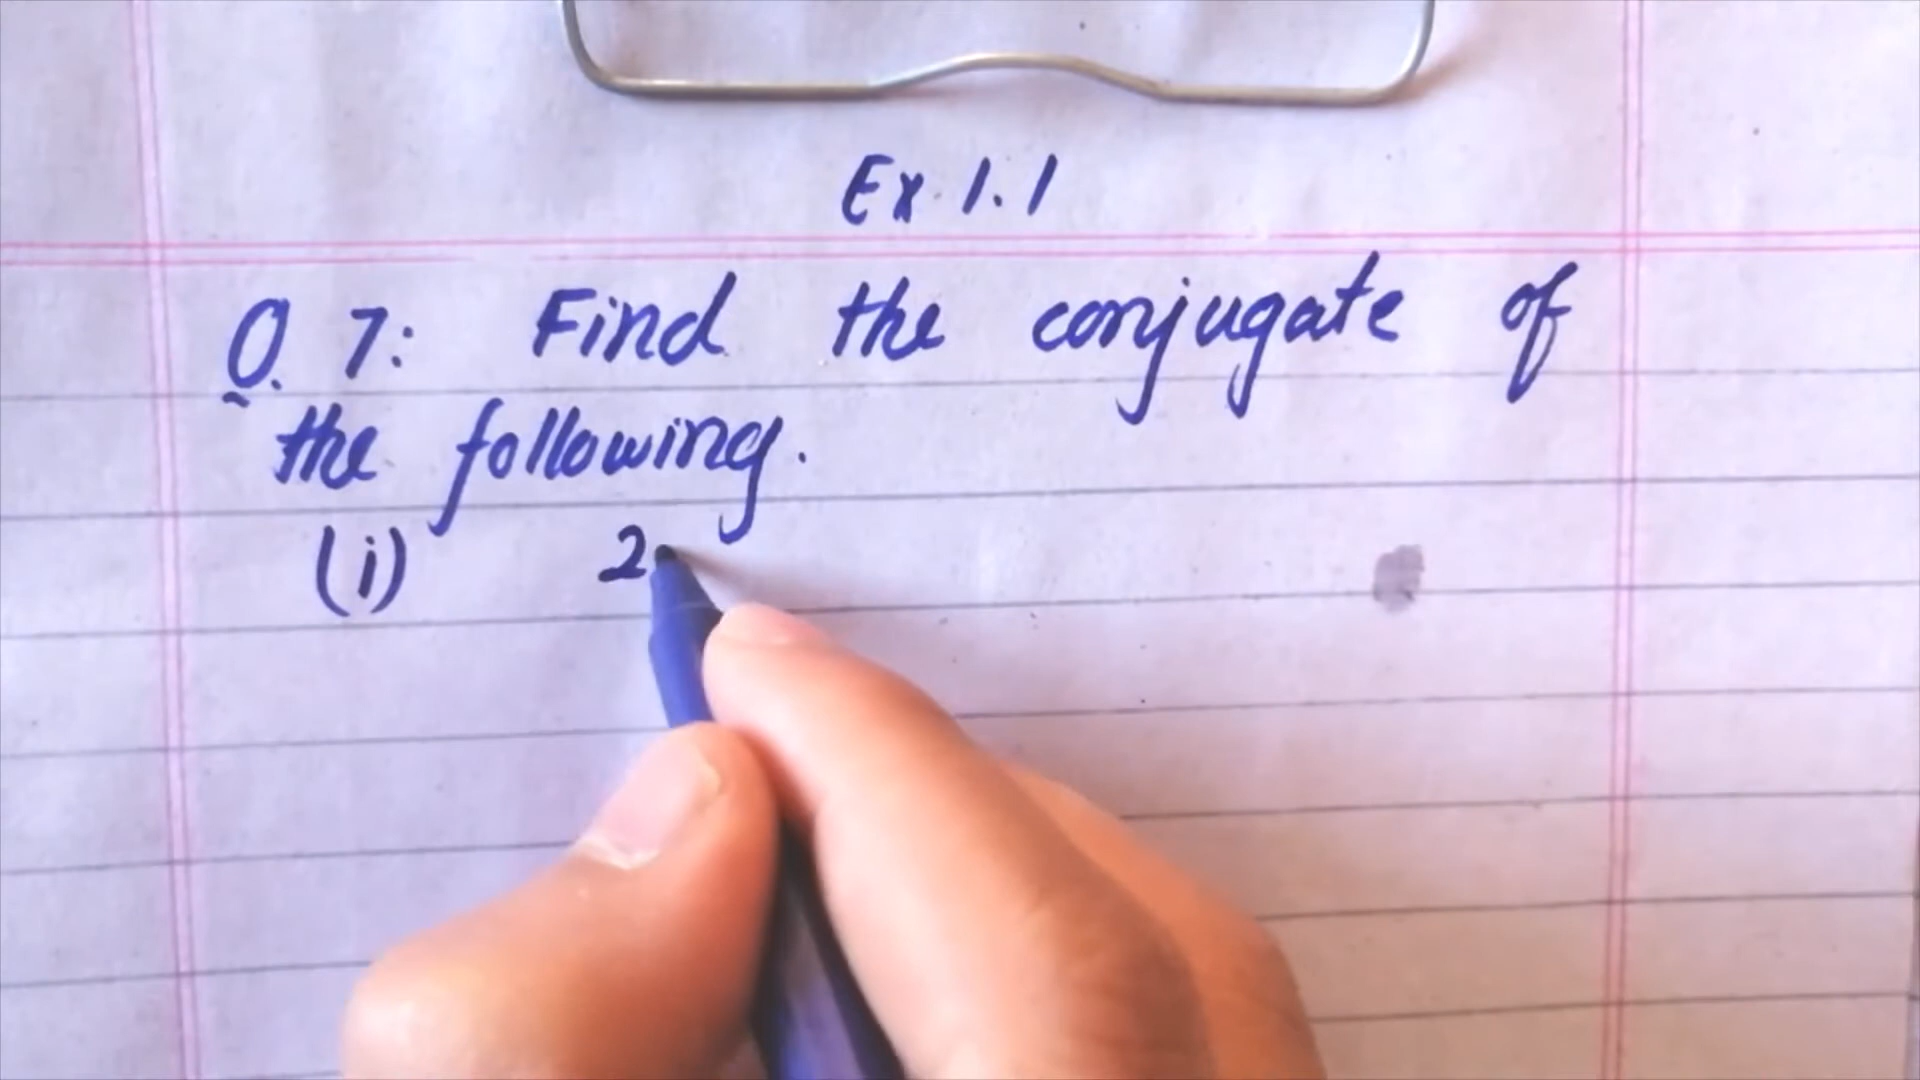 Ex 1.1
Q. 7: Find the conjugate of
the following.
(i) 2